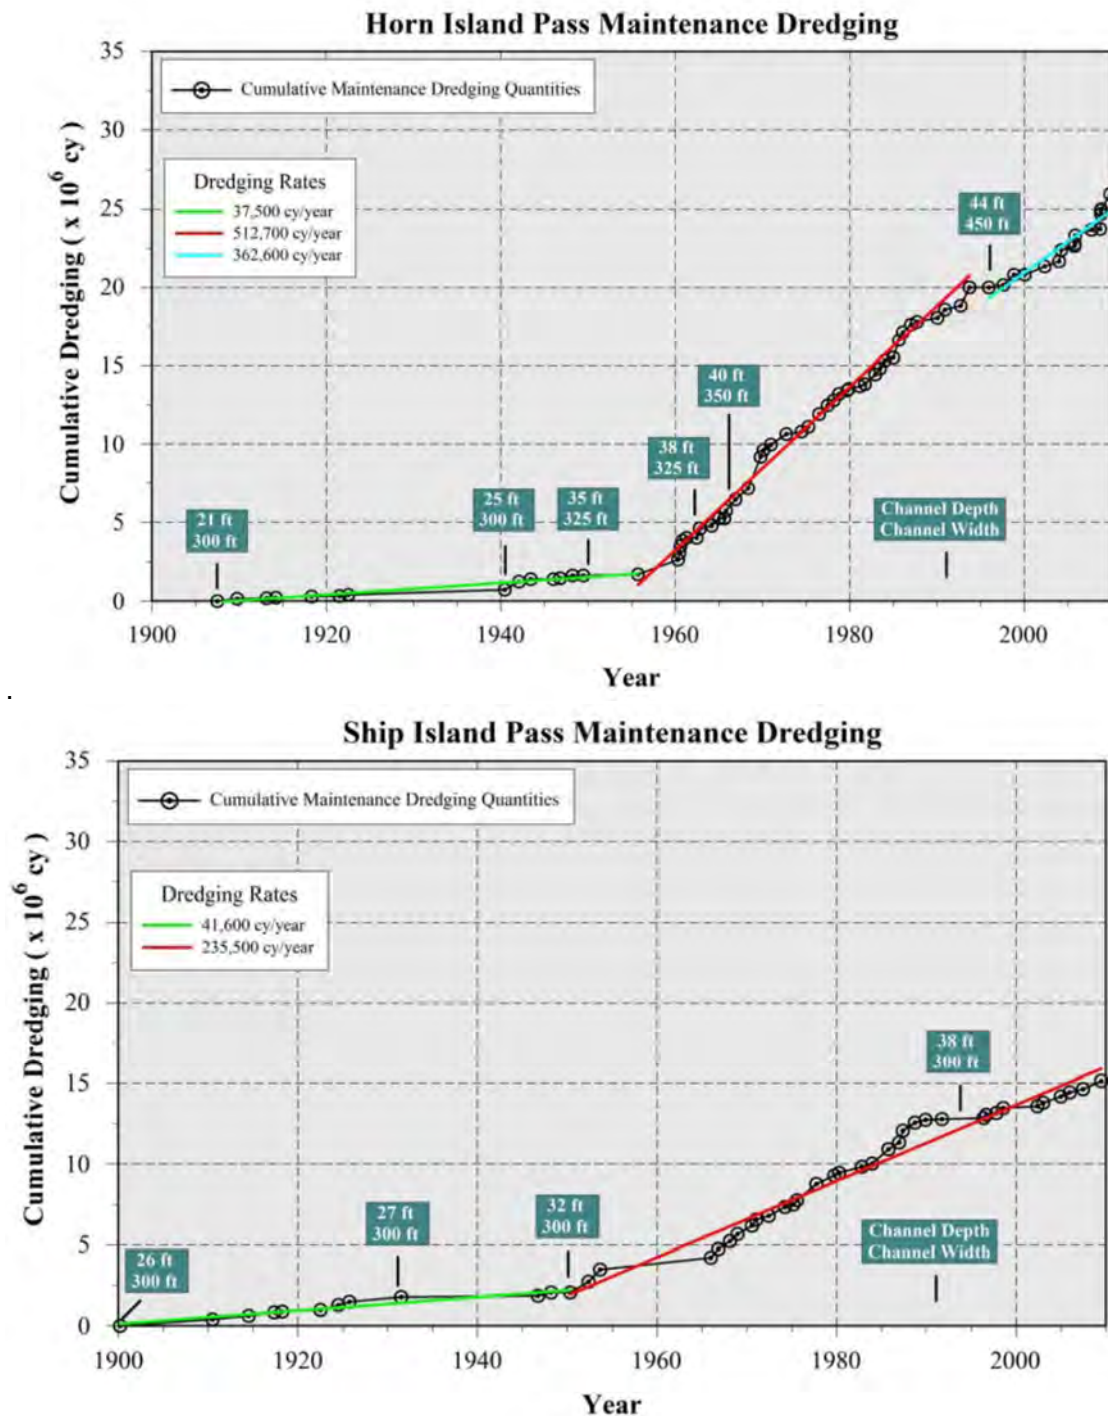 Horn Island Pass Maintenance Dredging
Cumulative Dredging ( x 10⁶ cy )
35
30
25
20
15
10
5
0
Cumulative Maintenance Dredging Quantities
Dredging Rates
37,500 cy/year
512,700 cy/year
362,600 cy/year
21 ft
300 ft
25 ft
300 ft
35 ft
325 ft
38 ft
325 ft
40 ft
350 ft
44 ft
450 ft
Channel Depth
Channel Width
1900 1920 1940 1960 1980 2000
Year
.
Ship Island Pass Maintenance Dredging
Cumulative Dredging ( x 10⁶ cy )
35
30
25
20
15
10
5
0
Cumulative Maintenance Dredging Quantities
Dredging Rates
41,600 cy/year
235,500 cy/year
26 ft
300 ft
27 ft
300 ft
32 ft
300 ft
38 ft
300 ft
Channel Depth
Channel Width
1900 1920 1940 1960 1980 2000
Year